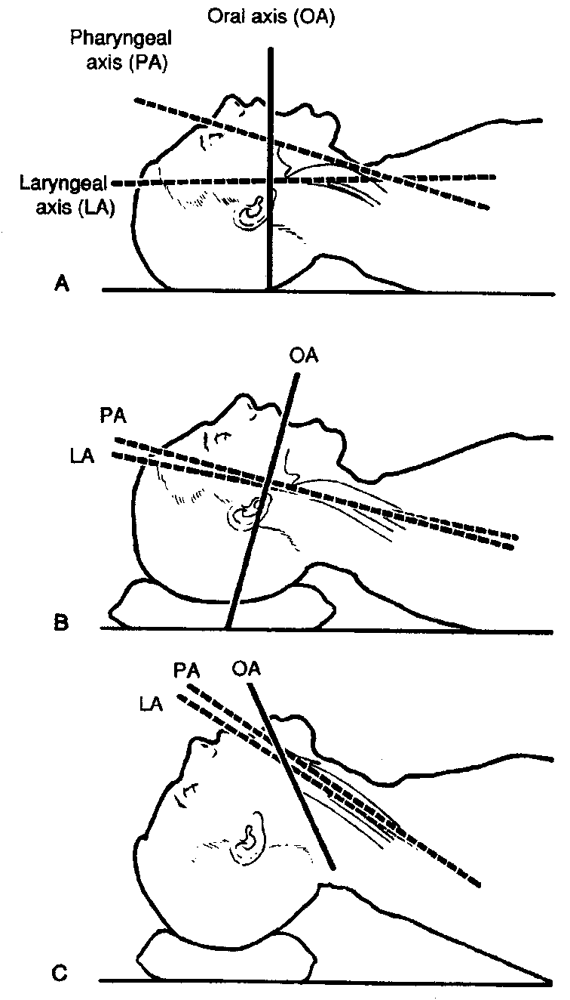 Oral axis (OA)
Pharyngeal
axis (PA)
Laryngeal
axis (LA)
A
OA
PA
LA
B
PA
OA
LA
C